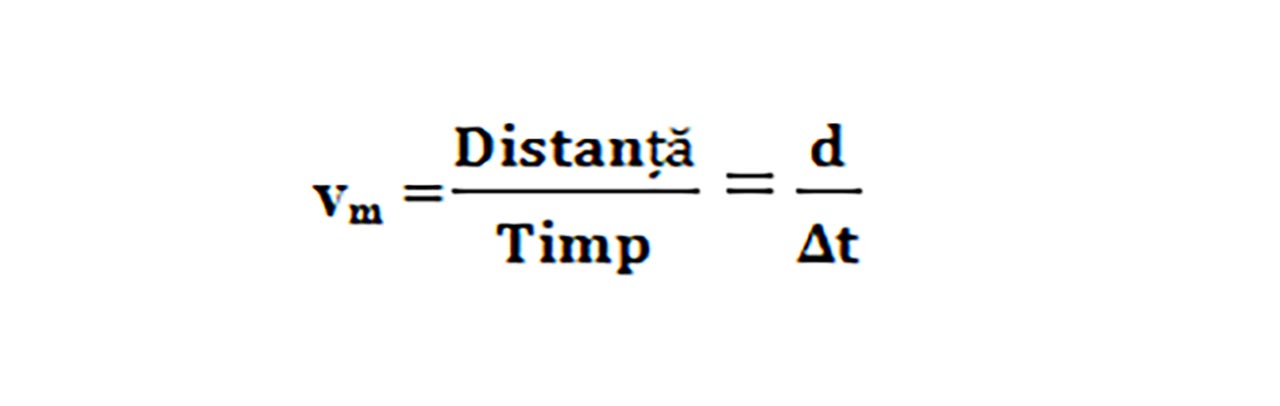 Distanță d
vₘ = =
Timp Δt